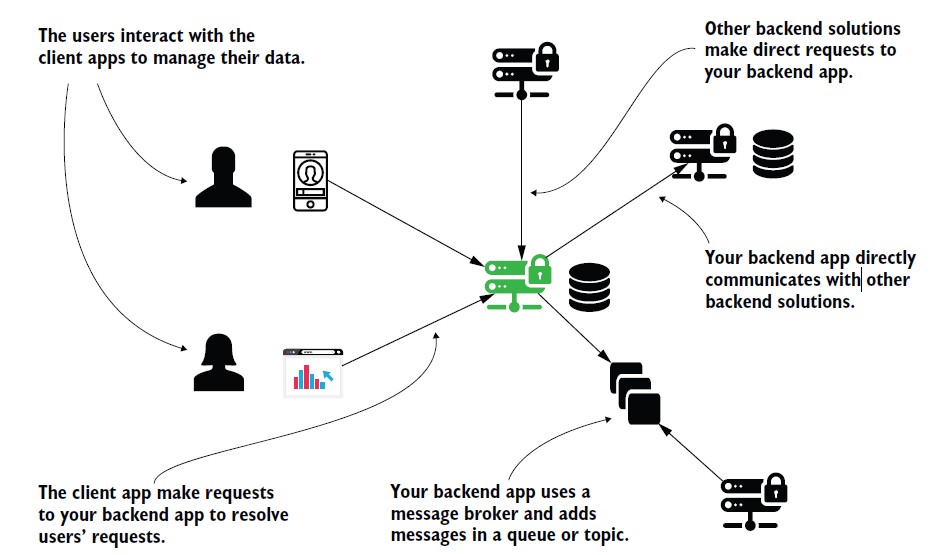 The users interact with the
client apps to manage their data.
Other backend solutions
make direct requests to
your backend app.
Your backend app directly
communicates with other
backend solutions.
The client app make requests
to your backend app to resolve
users’ requests.
Your backend app uses a
message broker and adds
messages in a queue or topic.